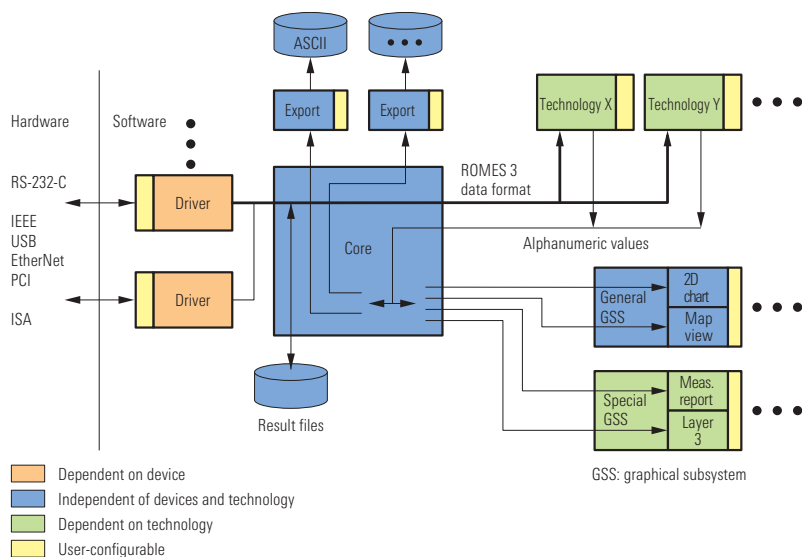 ASCII
Export
Export
Technology X
Technology Y
Hardware
Software
RS-232-C
IEEE
USB
EtherNet
PCI
ISA
Driver
Driver
Core
ROMES 3
data format
Alphanumeric values
General
GSS
2D
chart
Map
view
Special
GSS
Meas.
report
Layer
3
Result files
GSS: graphical subsystem
Dependent on device
Independent of devices and technology
Dependent on technology
User-configurable